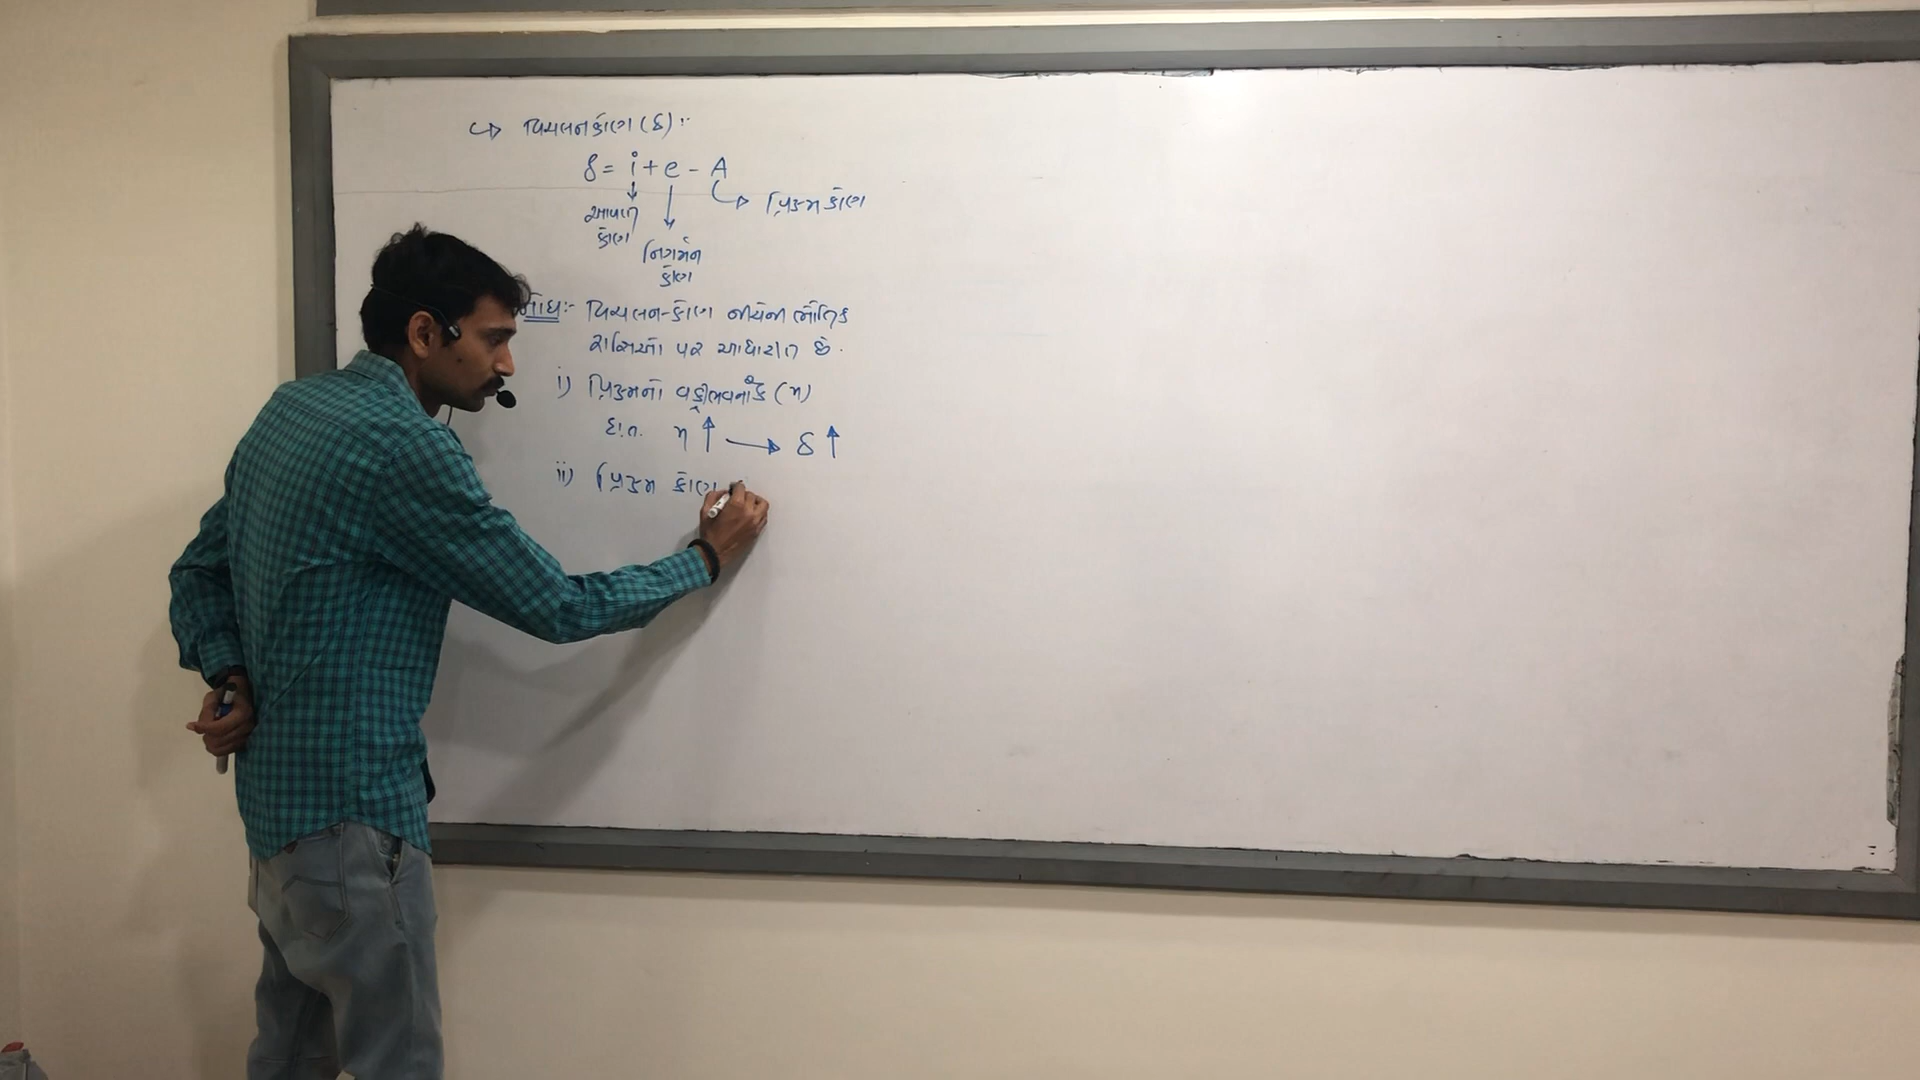 ↳ વિચલનકોણ (δ):-
δ = i + e - A
આપાત કોણ
નિર્ગમન કોણ
પ્રિઝમકોણ
નોંધ:- વિચલન-કોણ નીચેની ભૌતિક
રાશિઓ પર આધારીત છે.
i) પ્રિઝમનો વક્રીભવનાંક (n)
દા.ત. n ↑ → δ ↑
ii) પ્રિઝમ કોણ